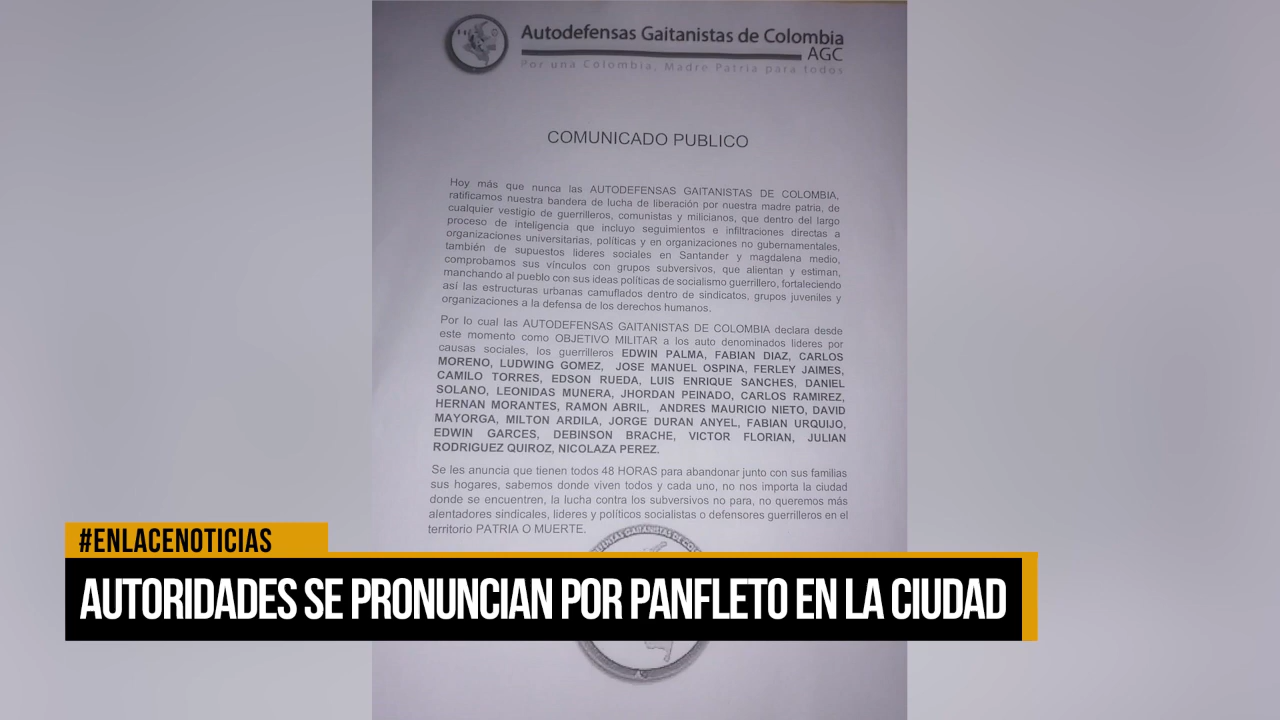 Autodefensas Gaitanistas de Colombia
AGC
Por una Colombia, Madre Patria para todos
COMUNICADO PUBLICO
Hoy más que nunca las AUTODEFENSAS GAITANISTAS DE COLOMBIA,
ratificamos nuestra bandera de lucha de liberación por nuestra madre patria, de
cualquier vestigio de guerrilleros, comunistas y milicianos, que dentro del largo
proceso de inteligencia que incluyo seguimientos e infiltraciones directas a
organizaciones universitarias, políticas y en organizaciones no gubernamentales,
también de supuestos lideres sociales en Santander y magdalena medio,
comprobamos sus vínculos con grupos subversivos, que alientan y estiman,
manchando al pueblo con sus ideas políticas de socialismo guerrillero, fortaleciendo
así las estructuras urbanas camuflados dentro de sindicatos, grupos juveniles y
organizaciones a la defensa de los derechos humanos.
Por lo cual las AUTODEFENSAS GAITANISTAS DE COLOMBIA declara desde
este momento como OBJETIVO MILITAR a los auto denominados lideres por
causas sociales, los guerrilleros EDWIN PALMA, FABIAN DIAZ, CARLOS
MORENO, LUDWING GOMEZ, JOSE MANUEL OSPINA, FERLEY JAIMES,
CAMILO TORRES, EDSON RUEDA, LUIS ENRIQUE SANCHES, DANIEL
SOLANO, LEONIDAS MUNERA, JHORDAN PEINADO, CARLOS RAMIREZ,
HERNAN MORANTES, RAMON ABRIL, ANDRES MAURICIO NIETO, DAVID
MAYORGA, MILTON ARDILA, JORGE DURAN ANYEL, FABIAN URQUIJO,
EDWIN GARCES, DEBINSON BRACHE, VICTOR FLORIAN, JULIAN
RODRIGUEZ QUIROZ, NICOLAZA PEREZ.
Se les anuncia que tienen todos 48 HORAS para abandonar junto con sus familias
sus hogares, sabemos donde viven todos y cada uno, no nos importa la ciudad
donde se encuentren, la lucha contra los subversivos no para, no queremos más
alentadores sindicales, lideres y políticos socialistas o defensores guerrilleros en el
territorio PATRIA O MUERTE.
#ENLACENOTICIAS
AUTORIDADES SE PRONUNCIAN POR PANFLETO EN LA CIUDAD